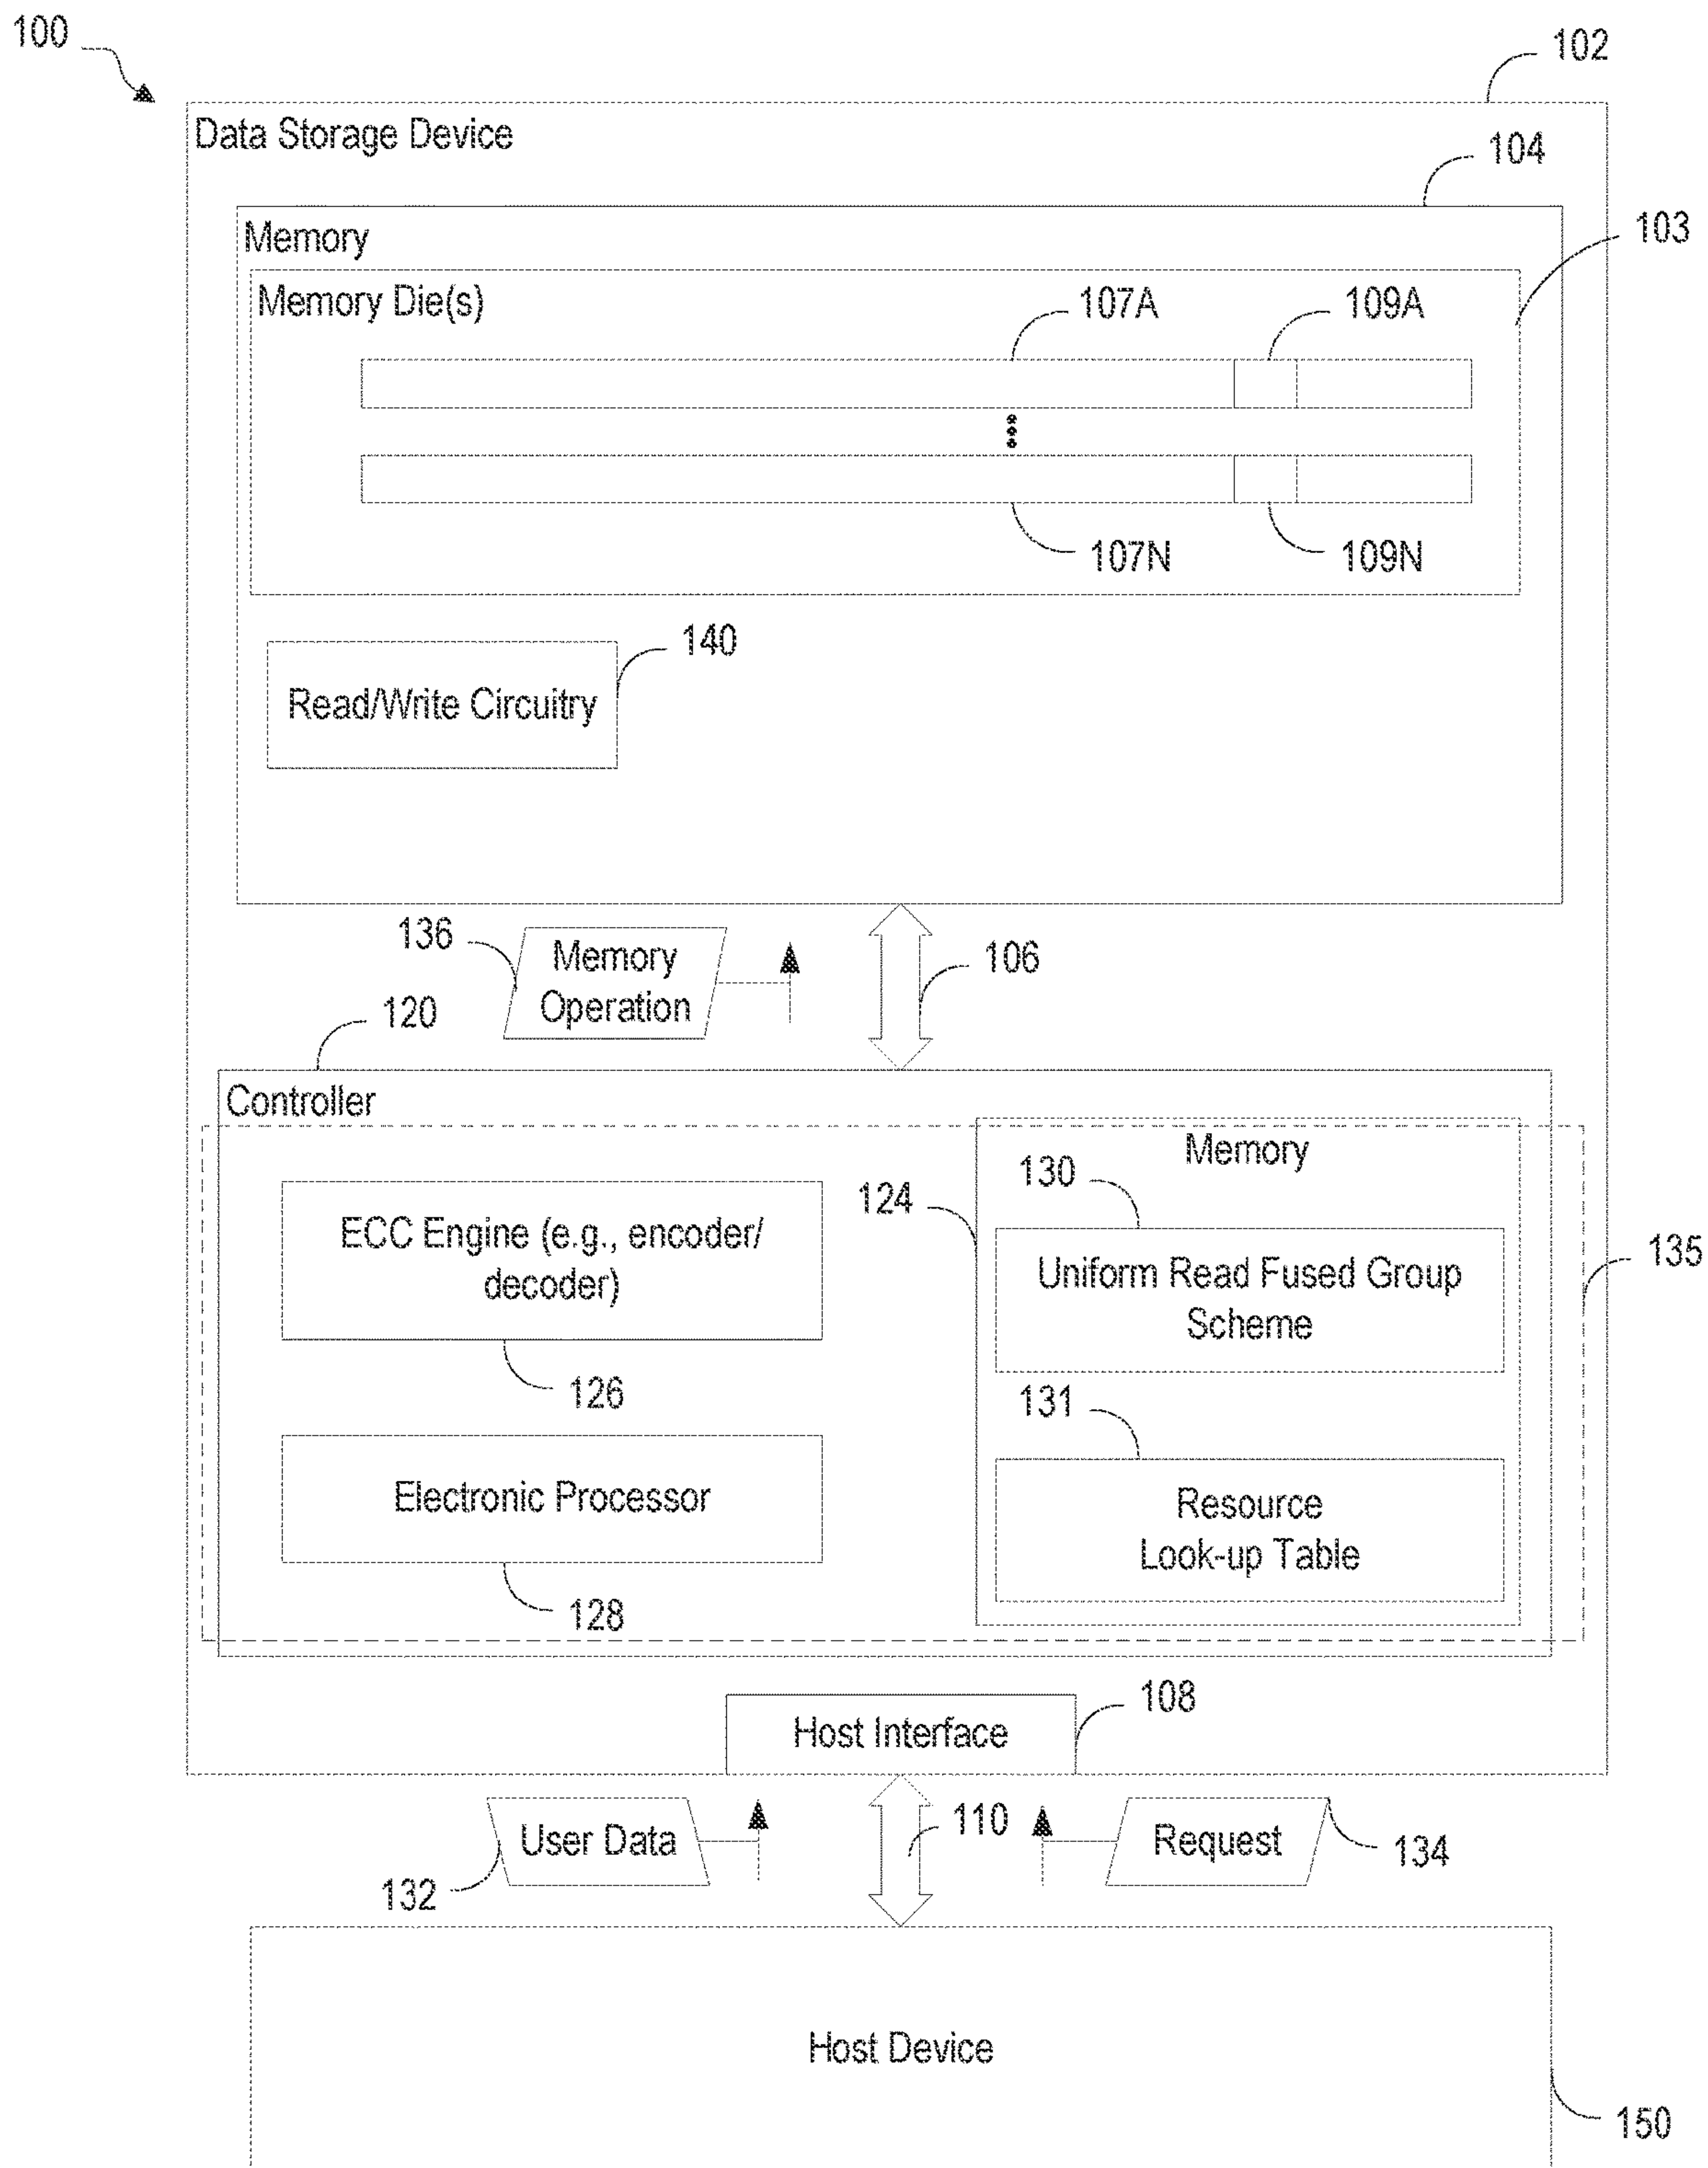 100
102
Data Storage Device
104
Memory
103
Memory Die(s)
107A
109A
107N
109N
140
Read/Write Circuitry
136
Memory
Operation
106
120
Controller
Memory
130
124
ECC Engine (e.g., encoder/
decoder)
Uniform Read Fused Group
Scheme
135
126
131
Electronic Processor
Resource
Look-up Table
128
108
Host Interface
110
User Data
Request
134
132
Host Device
150